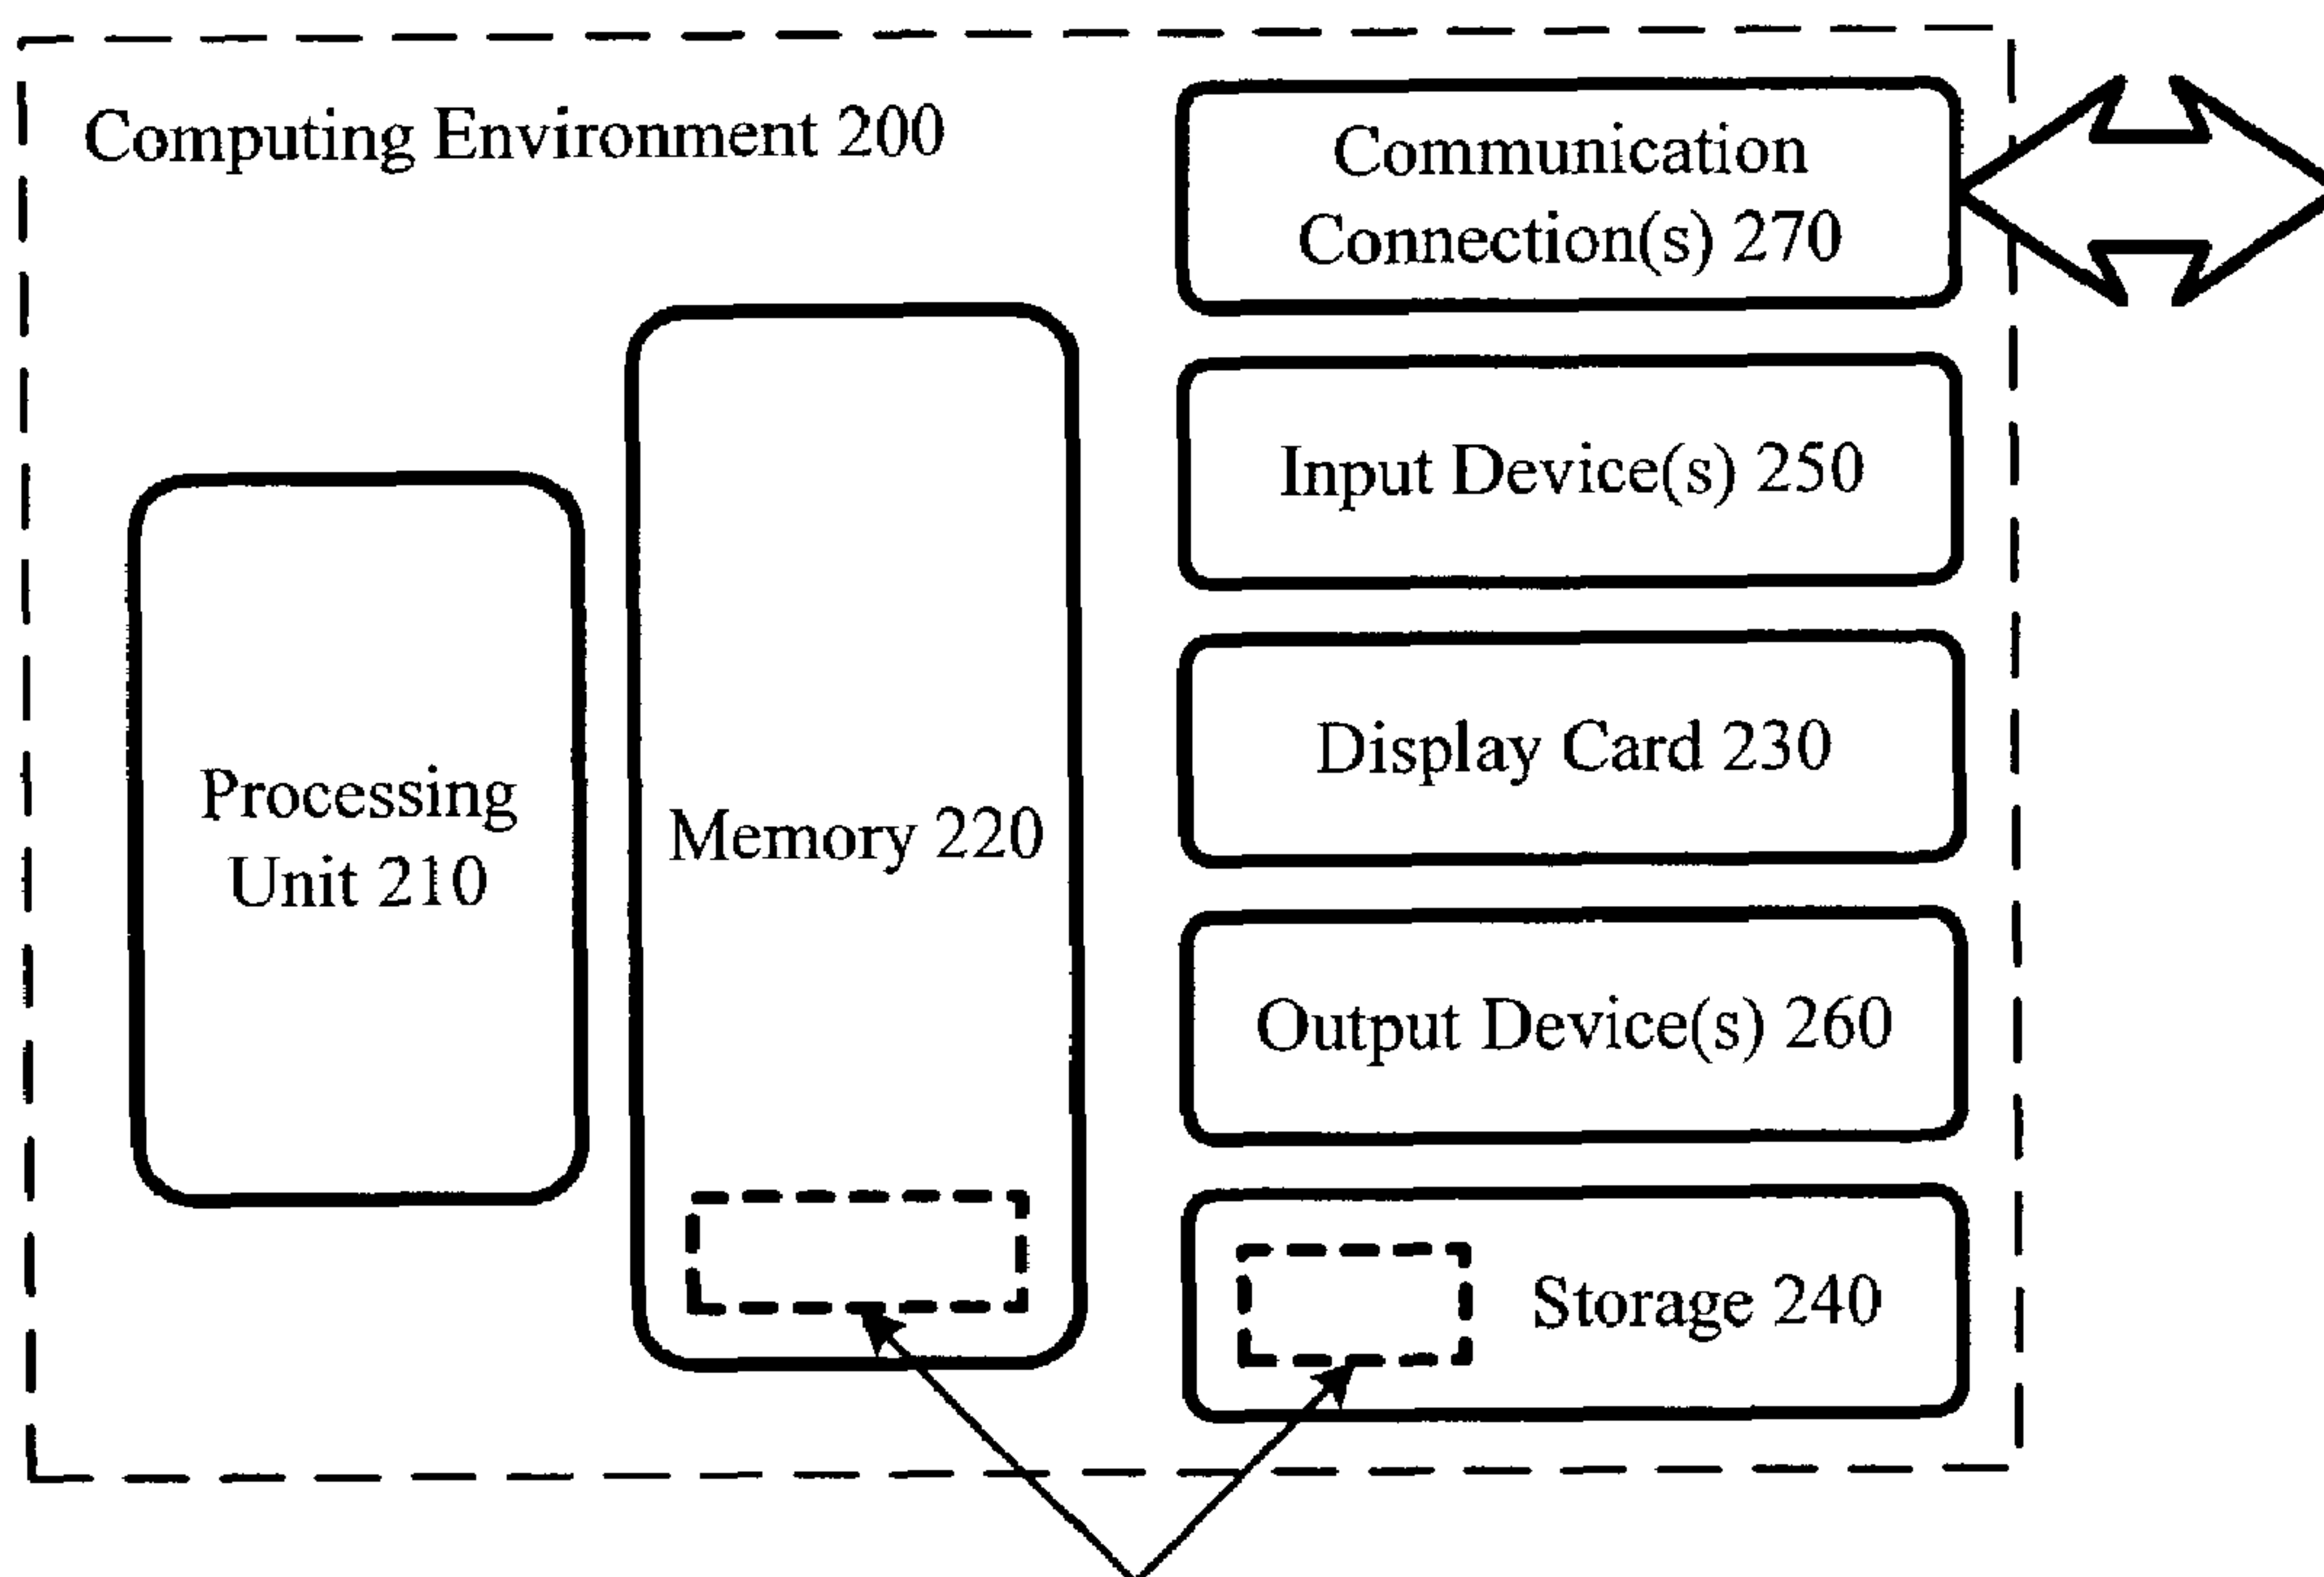 Computing Environment 200
Communication
Connection(s) 270
Input Device(s) 250
Processing
Unit 210
Memory 220
Display Card 230
Output Device(s) 260
Storage 240